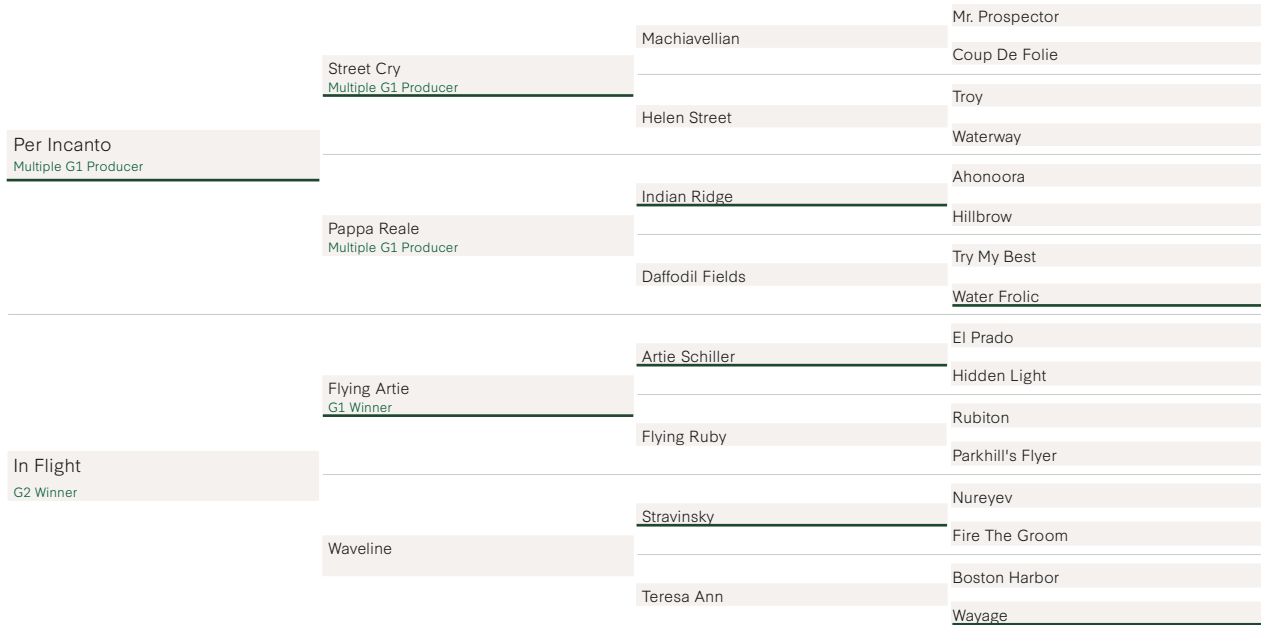 Per Incanto
Multiple G1 Producer
Street Cry
Multiple G1 Producer
Machiavellian
Mr. Prospector
Coup De Folie
Helen Street
Troy
Waterway
Pappa Reale
Multiple G1 Producer
Indian Ridge
Ahonoora
Hillbrow
Daffodil Fields
Try My Best
Water Frolic
In Flight
G2 Winner
Flying Artie
G1 Winner
Artie Schiller
El Prado
Hidden Light
Flying Ruby
Rubiton
Parkhill's Flyer
Waveline
Stravinsky
Nureyev
Fire The Groom
Teresa Ann
Boston Harbor
Wayage